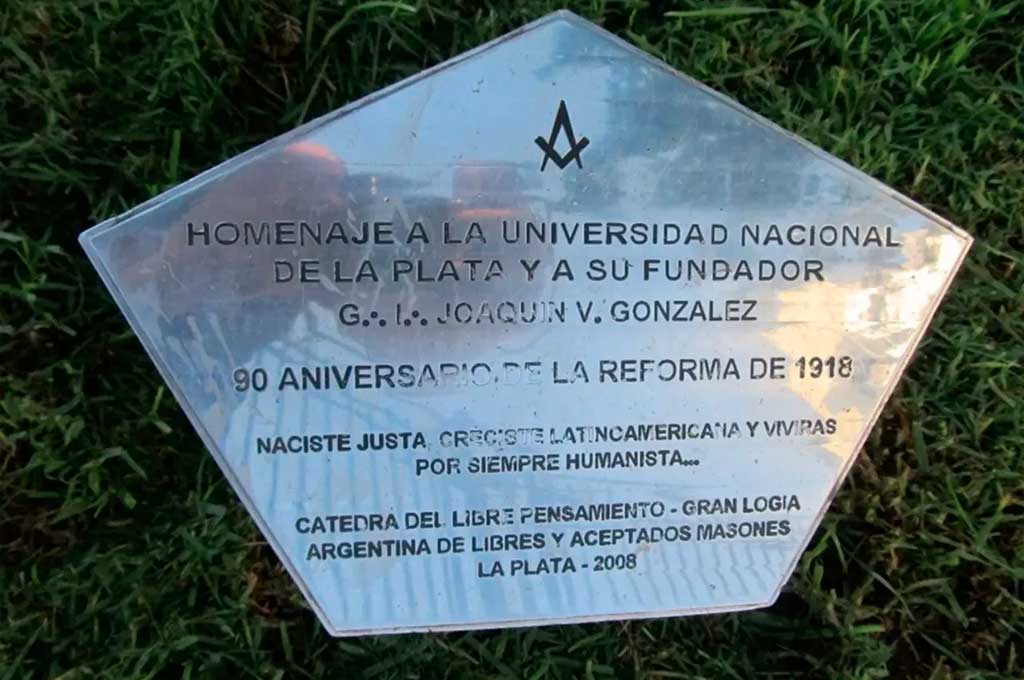 HOMENAJE A LA UNIVERSIDAD NACIONAL
DE LA PLATA Y A SU FUNDADOR
G∴ I∴ JOAQUIN V. GONZALEZ
90 ANIVERSARIO DE LA REFORMA DE 1918
NACISTE JUSTA, CRECISTE LATINOAMERICANA Y VIVIRAS
POR SIEMPRE HUMANISTA...
CATEDRA DEL LIBRE PENSAMIENTO - GRAN LOGIA
ARGENTINA DE LIBRES Y ACEPTADOS MASONES
LA PLATA - 2008